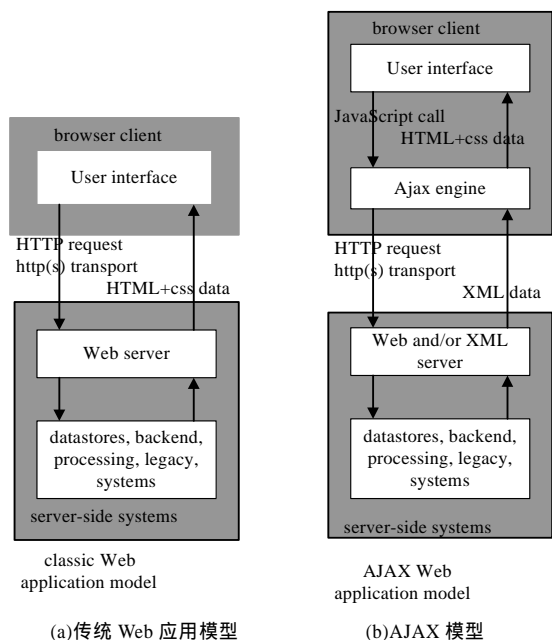 browser client
User interface
HTTP request
http(s) transport
HTML+css data
Web server
datastores, backend,
processing, legacy,
systems
server-side systems
classic Web
application model
(a)传统 Web 应用模型
browser client
User interface
JavaScript call
HTML+css data
Ajax engine
HTTP request
http(s) transport
XML data
Web and/or XML
server
datastores, backend,
processing, legacy,
systems
server-side systems
AJAX Web
application model
(b)AJAX 模型